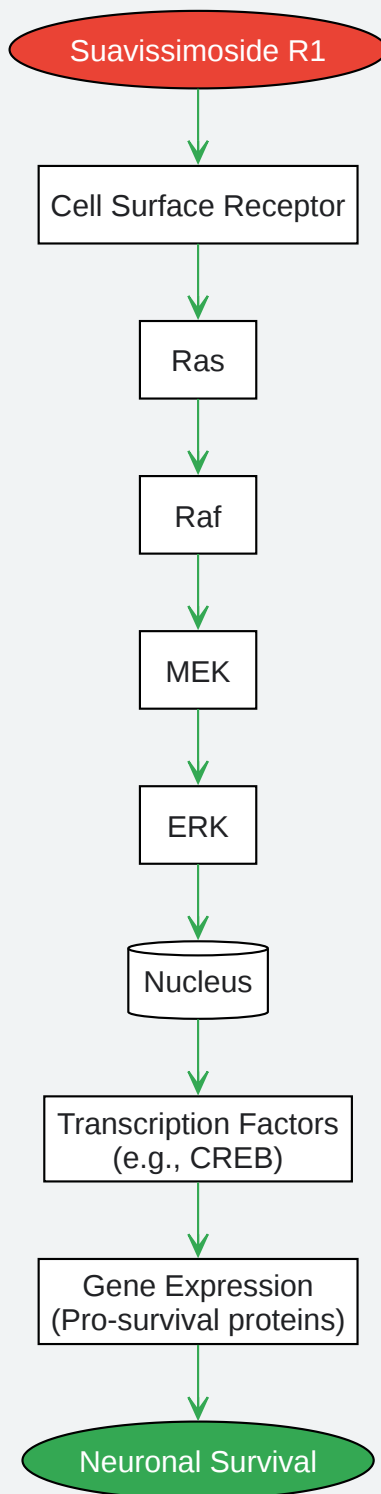 Suavissimoside R1
Cell Surface Receptor
Ras
Raf
MEK
ERK
Nucleus
Transcription Factors
(e.g., CREB)
Gene Expression
(Pro-survival proteins)
Neuronal Survival